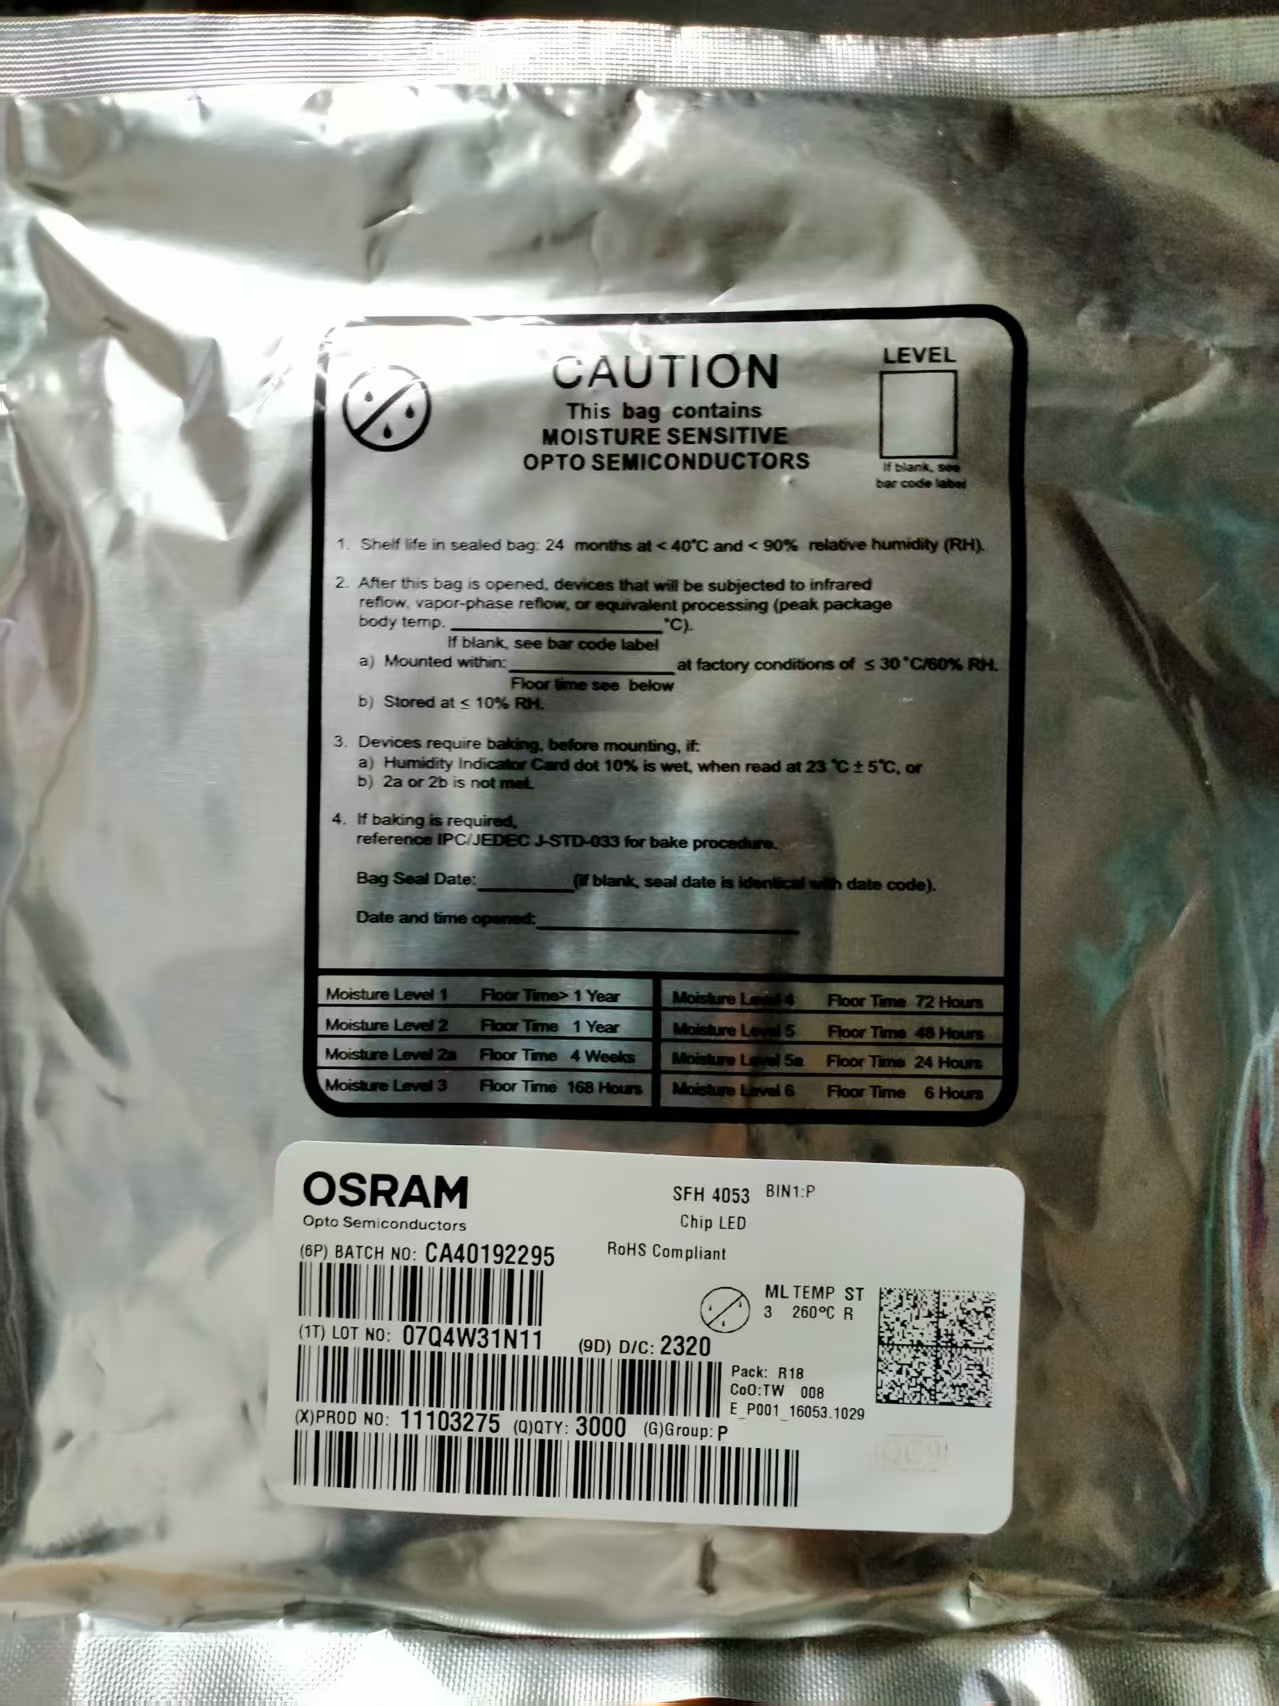 CAUTION
This bag contains
MOISTURE SENSITIVE
OPTO SEMICONDUCTORS
LEVEL
If blank, see
bar code label
1. Shelf life in sealed bag: 24 months at < 40°C and < 90% relative humidity (RH).
2. After this bag is opened, devices that will be subjected to infrared
reflow, vapor-phase reflow, or equivalent processing (peak package
body temp. ____________________°C).
If blank, see bar code label
a) Mounted within: ________________ at factory conditions of ≤ 30 °C/60% RH.
Floor time see below
b) Stored at ≤ 10% RH.
3. Devices require baking, before mounting, if:
a) Humidity Indicator Card dot 10% is wet, when read at 23 °C ± 5°C, or
b) 2a or 2b is not met.
4. If baking is required,
reference IPC/JEDEC J-STD-033 for bake procedure.
Bag Seal Date:_________(if blank, seal date is identical with date code).
Date and time opened:_________________________
Moisture Level 1 Floor Time> 1 Year Moisture Level 4 Floor Time 72 Hours
Moisture Level 2 Floor Time 1 Year Moisture Level 5 Floor Time 48 Hours
Moisture Level 2a Floor Time 4 Weeks Moisture Level 5a Floor Time 24 Hours
Moisture Level 3 Floor Time 168 Hours Moisture Level 6 Floor Time 6 Hours
OSRAM
Opto Semiconductors
SFH 4053 BIN1:P
Chip LED
RoHS Compliant
(6P) BATCH NO: CA40192295
ML TEMP ST
3 260°C R
(1T) LOT NO: 07Q4W31N11 (9D) D/C: 2320
Pack: R18
CoO:TW 008
E_P001_16053.1029
(X)PROD NO: 11103275 (Q)QTY: 3000 (G)Group: P